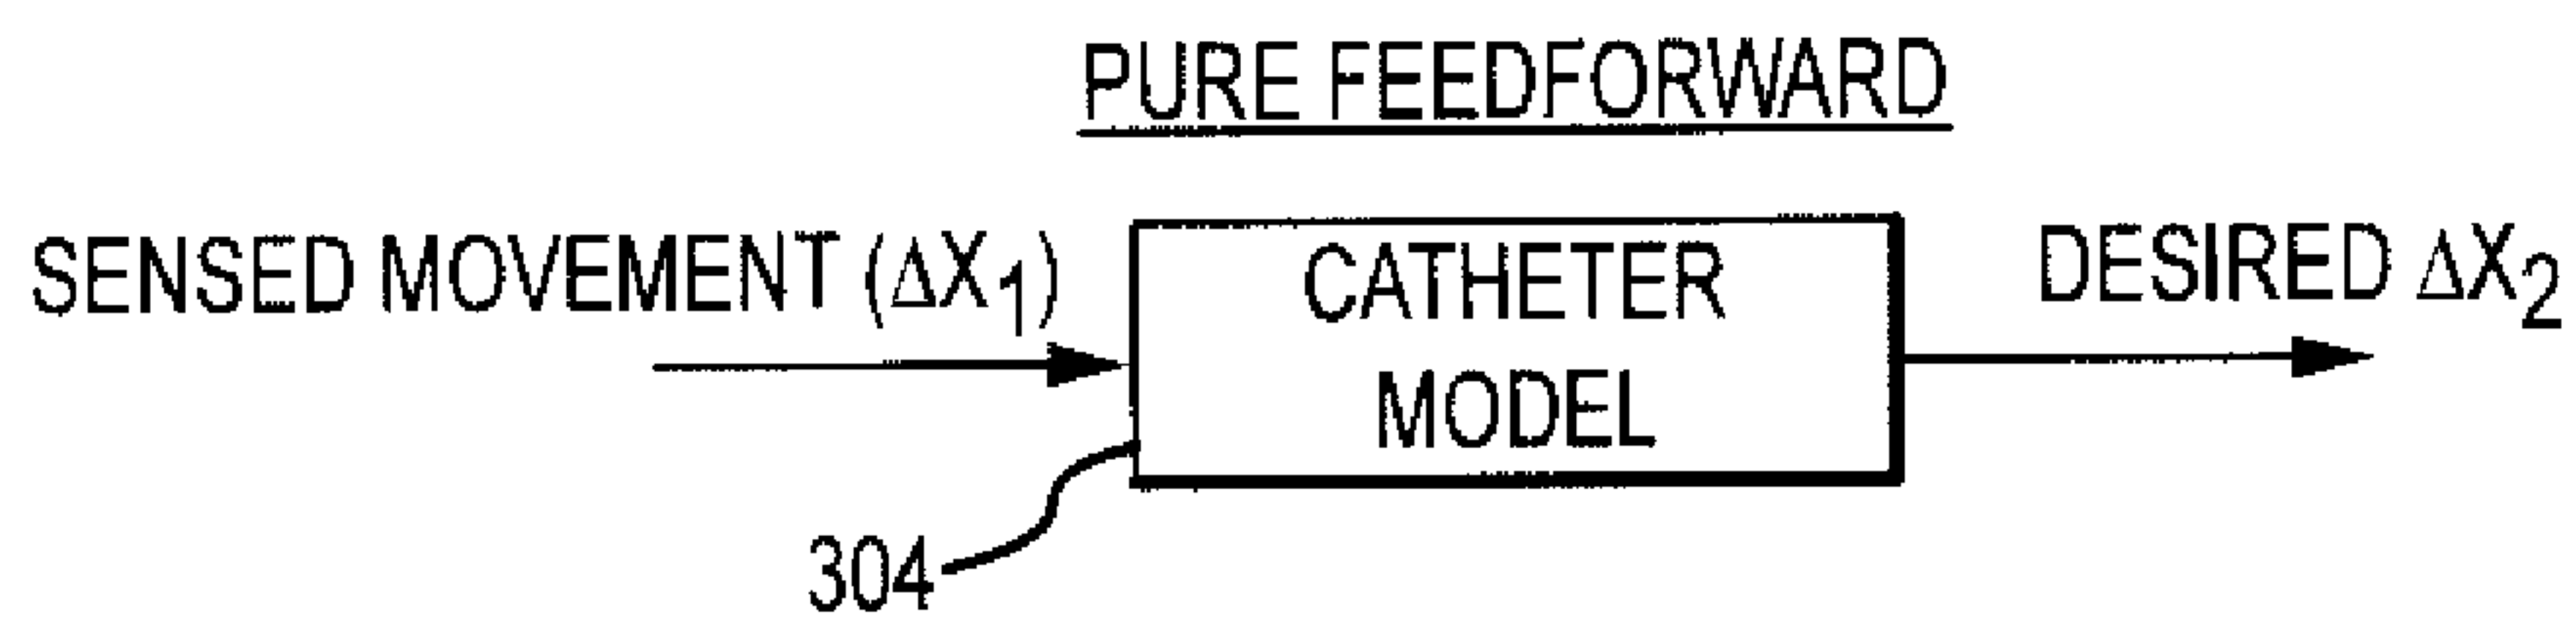 PURE FEEDFORWARD
SENSED MOVEMENT (ΔX₁)
CATHETER
MODEL
DESIRED ΔX₂
304